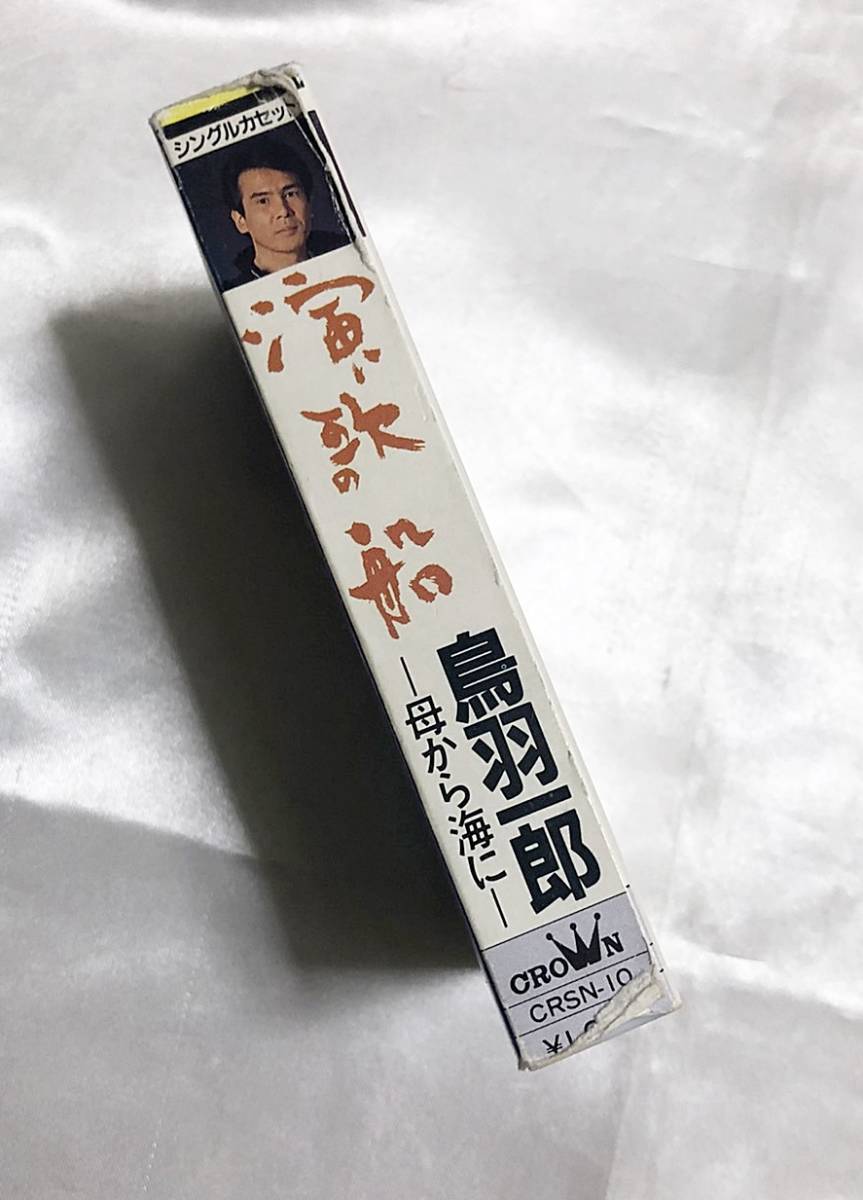 シングルカセット
演歌の船
鳥羽一郎
―母から海に―
CROWN
CRSN-10